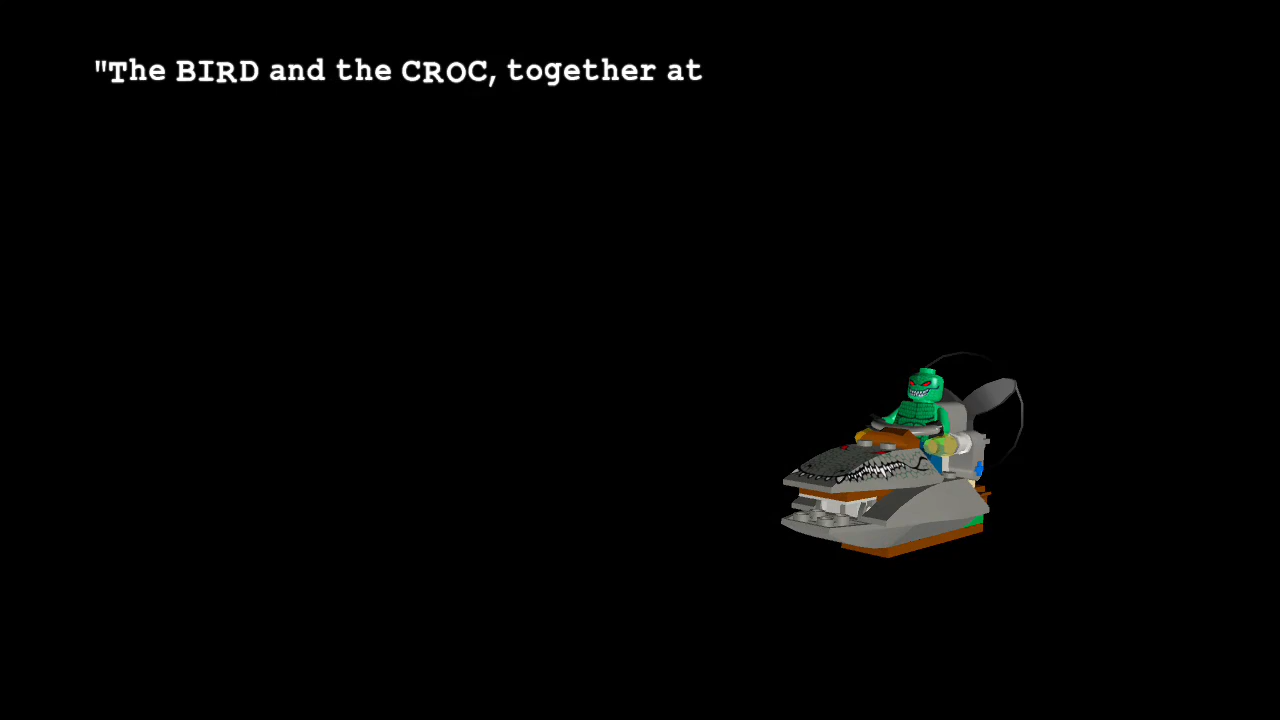 "The BIRD and the CROC, together at